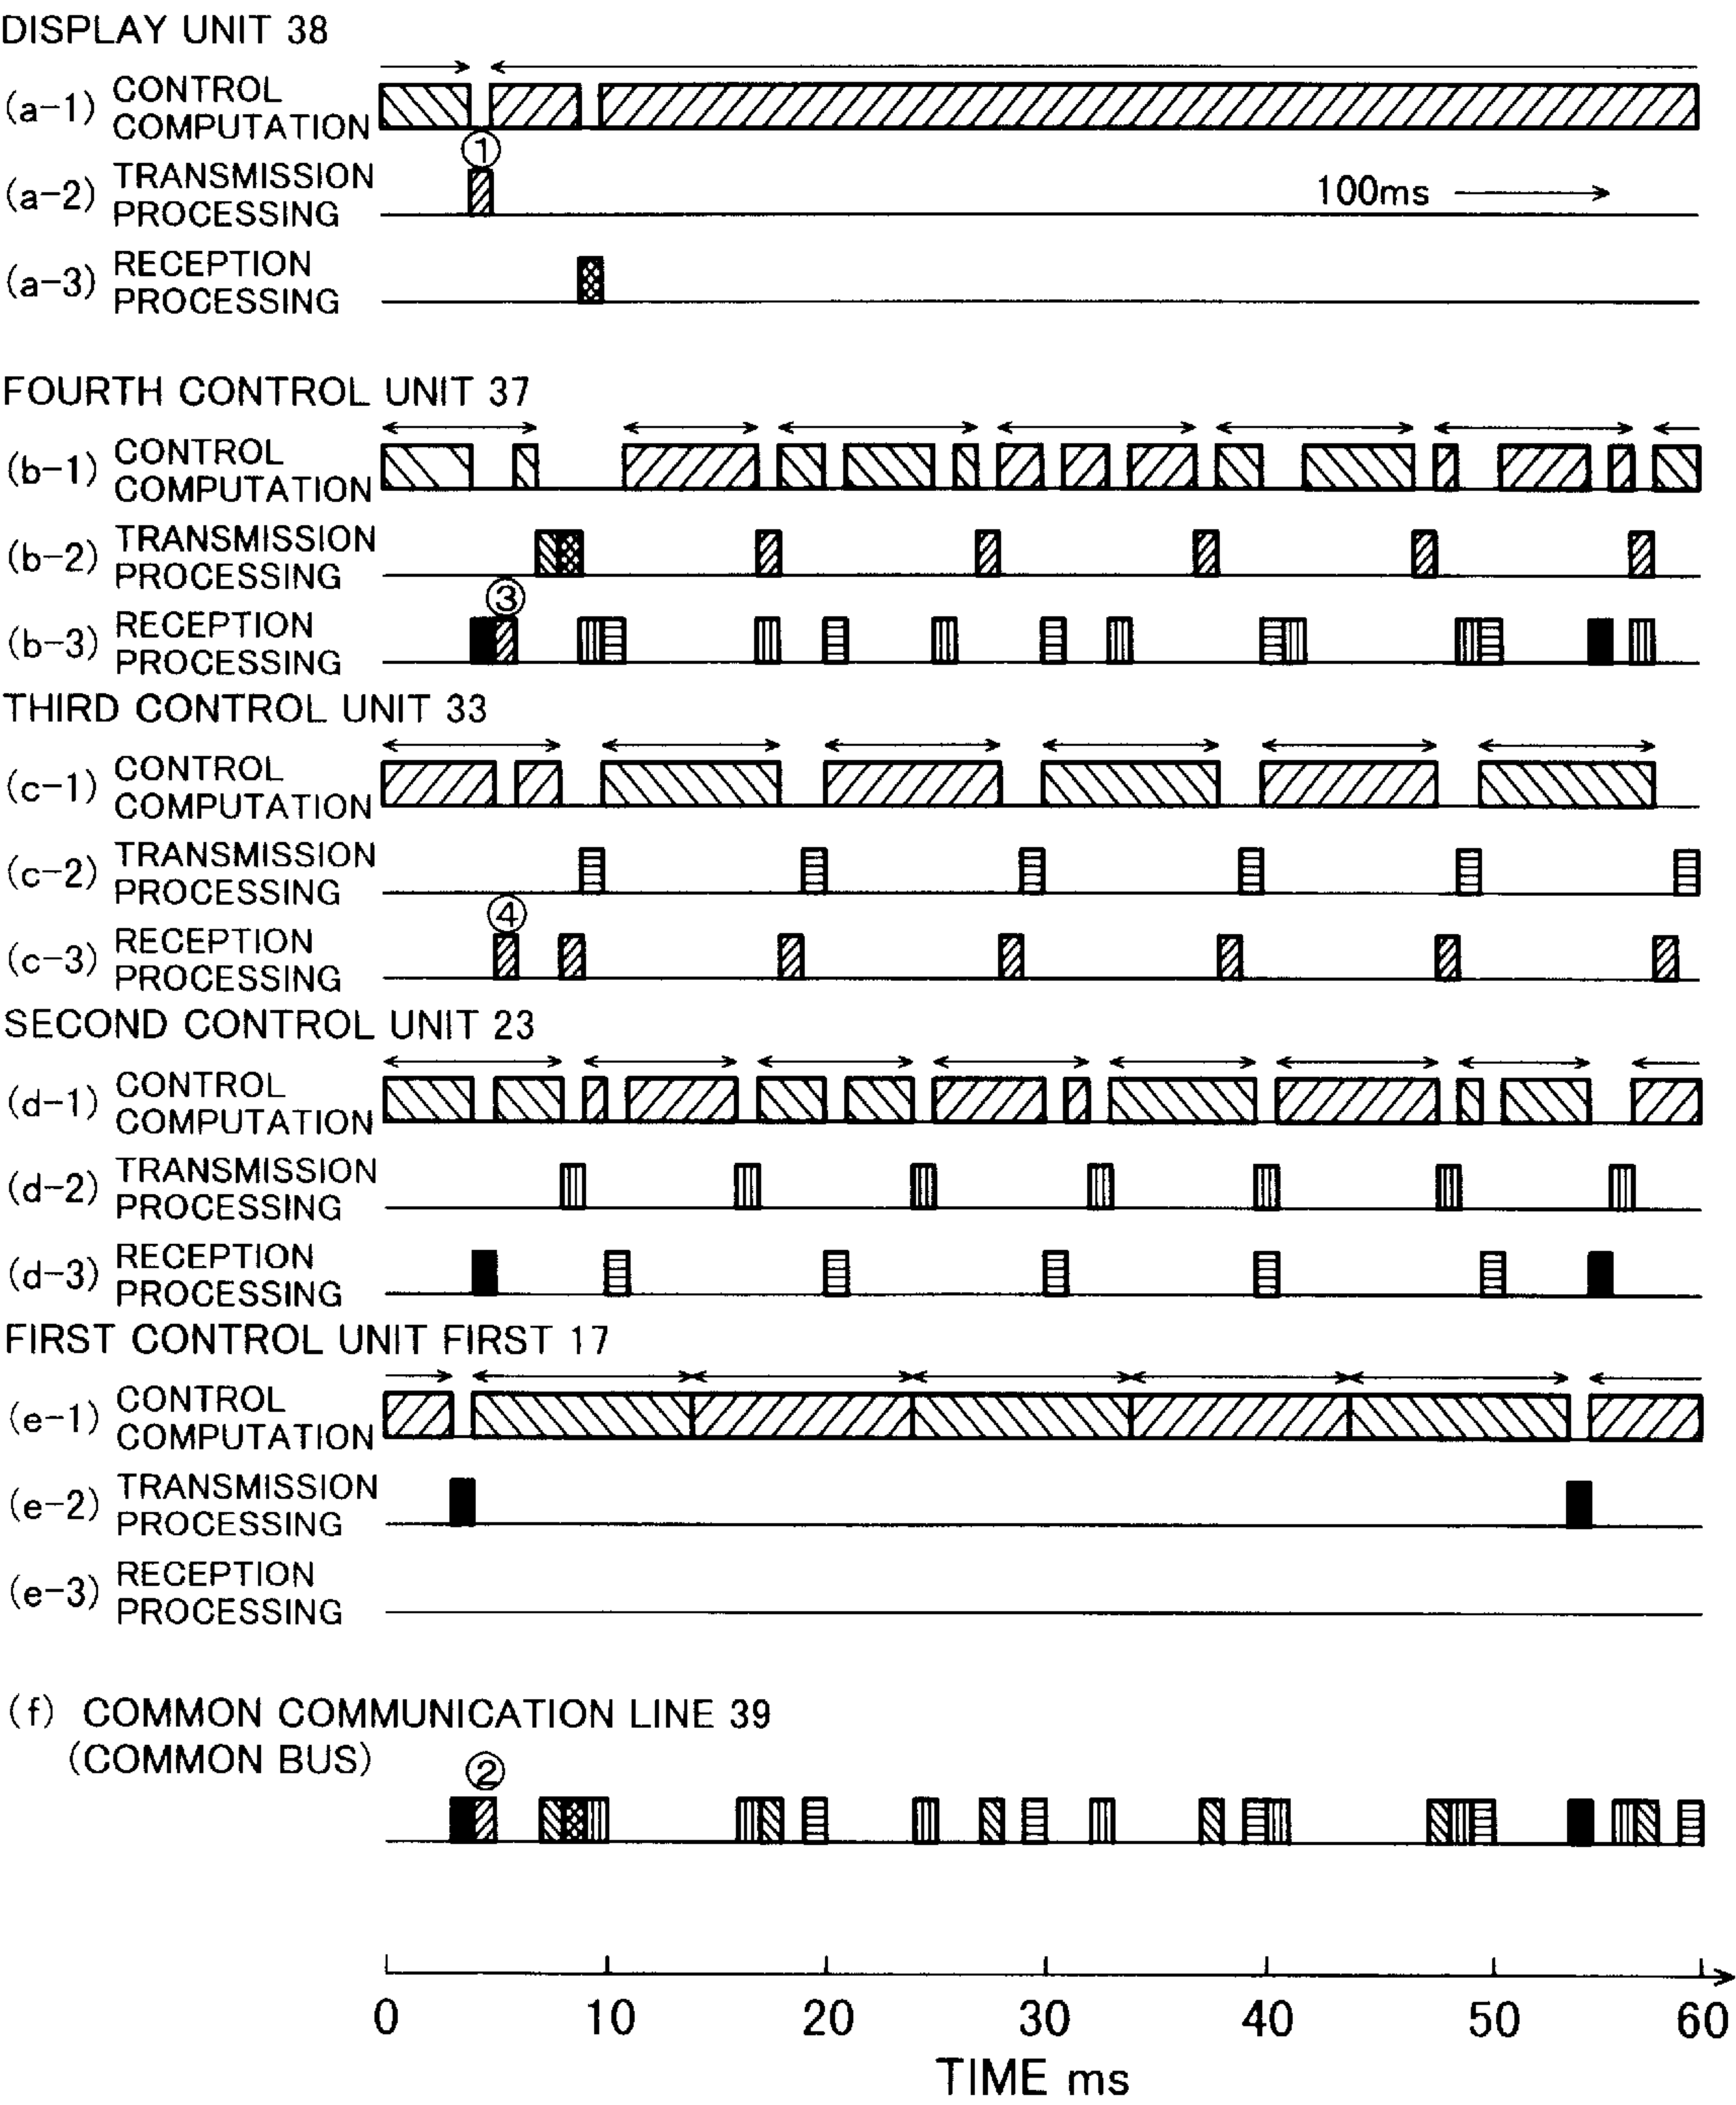 DISPLAY UNIT 38
(a-1) CONTROL
COMPUTATION
①
(a-2) TRANSMISSION
PROCESSING
100ms
(a-3) RECEPTION
PROCESSING
FOURTH CONTROL UNIT 37
(b-1) CONTROL
COMPUTATION
(b-2) TRANSMISSION
PROCESSING
③
(b-3) RECEPTION
PROCESSING
THIRD CONTROL UNIT 33
(c-1) CONTROL
COMPUTATION
(c-2) TRANSMISSION
PROCESSING
④
(c-3) RECEPTION
PROCESSING
SECOND CONTROL UNIT 23
(d-1) CONTROL
COMPUTATION
(d-2) TRANSMISSION
PROCESSING
(d-3) RECEPTION
PROCESSING
FIRST CONTROL UNIT FIRST 17
(e-1) CONTROL
COMPUTATION
(e-2) TRANSMISSION
PROCESSING
(e-3) RECEPTION
PROCESSING
(f) COMMON COMMUNICATION LINE 39
(COMMON BUS)
②
0 10 20 30 40 50 60
TIME ms